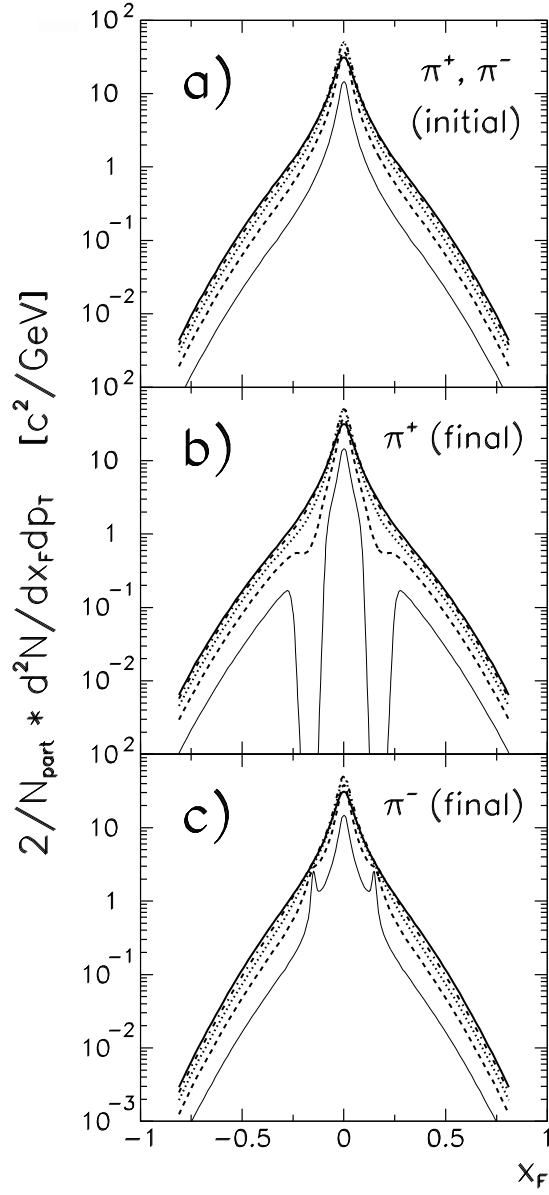 10²
a)
π⁺, π⁻
(initial)
10
1
10⁻¹
10⁻²
10²
b)
π⁺ (final)
10
1
10⁻¹
10⁻²
10²
c)
π⁻ (final)
10
1
10⁻¹
10⁻²
10⁻³
−1
−0.5
0
0.5
1
x_F
2/N_part * d²N/dx_F dp_T [c²/GeV]